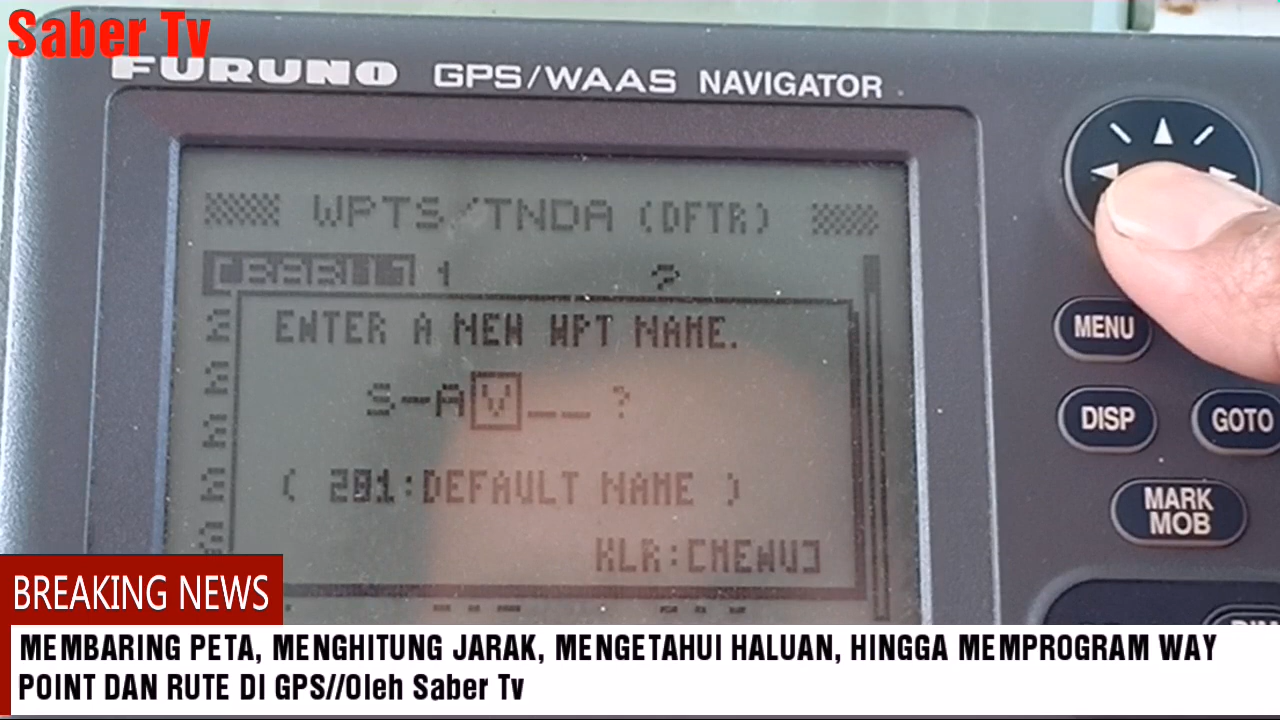 Saber Tv
FURUNO GPS/WAAS NAVIGATOR
WPTS/TNDA (DFTR)
1 ?
ENTER A NEW WPT NAME.
S-AV__?
( 201:DEFAULT NAME )
KLR:[MENU]
MENU
DISP
GOTO
MARK
MOB
BREAKING NEWS
MEMBARING PETA, MENGHITUNG JARAK, MENGETAHUI HALUAN, HINGGA MEMPROGRAM WAY
POINT DAN RUTE DI GPS//Oleh Saber Tv